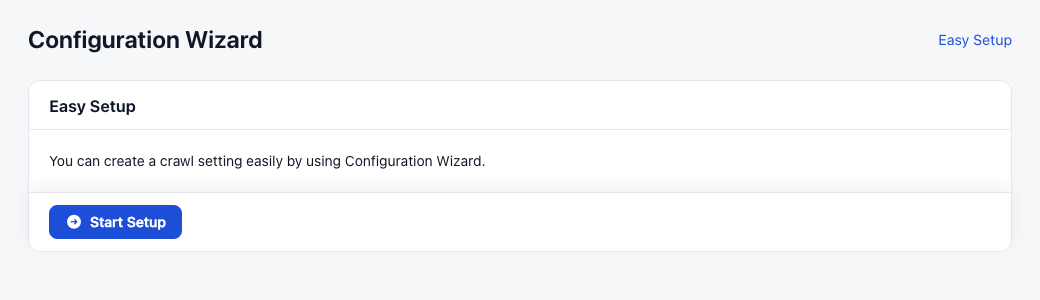 Configuration Wizard
Easy Setup
Easy Setup
You can create a crawl setting easily by using Configuration Wizard.
Start Setup